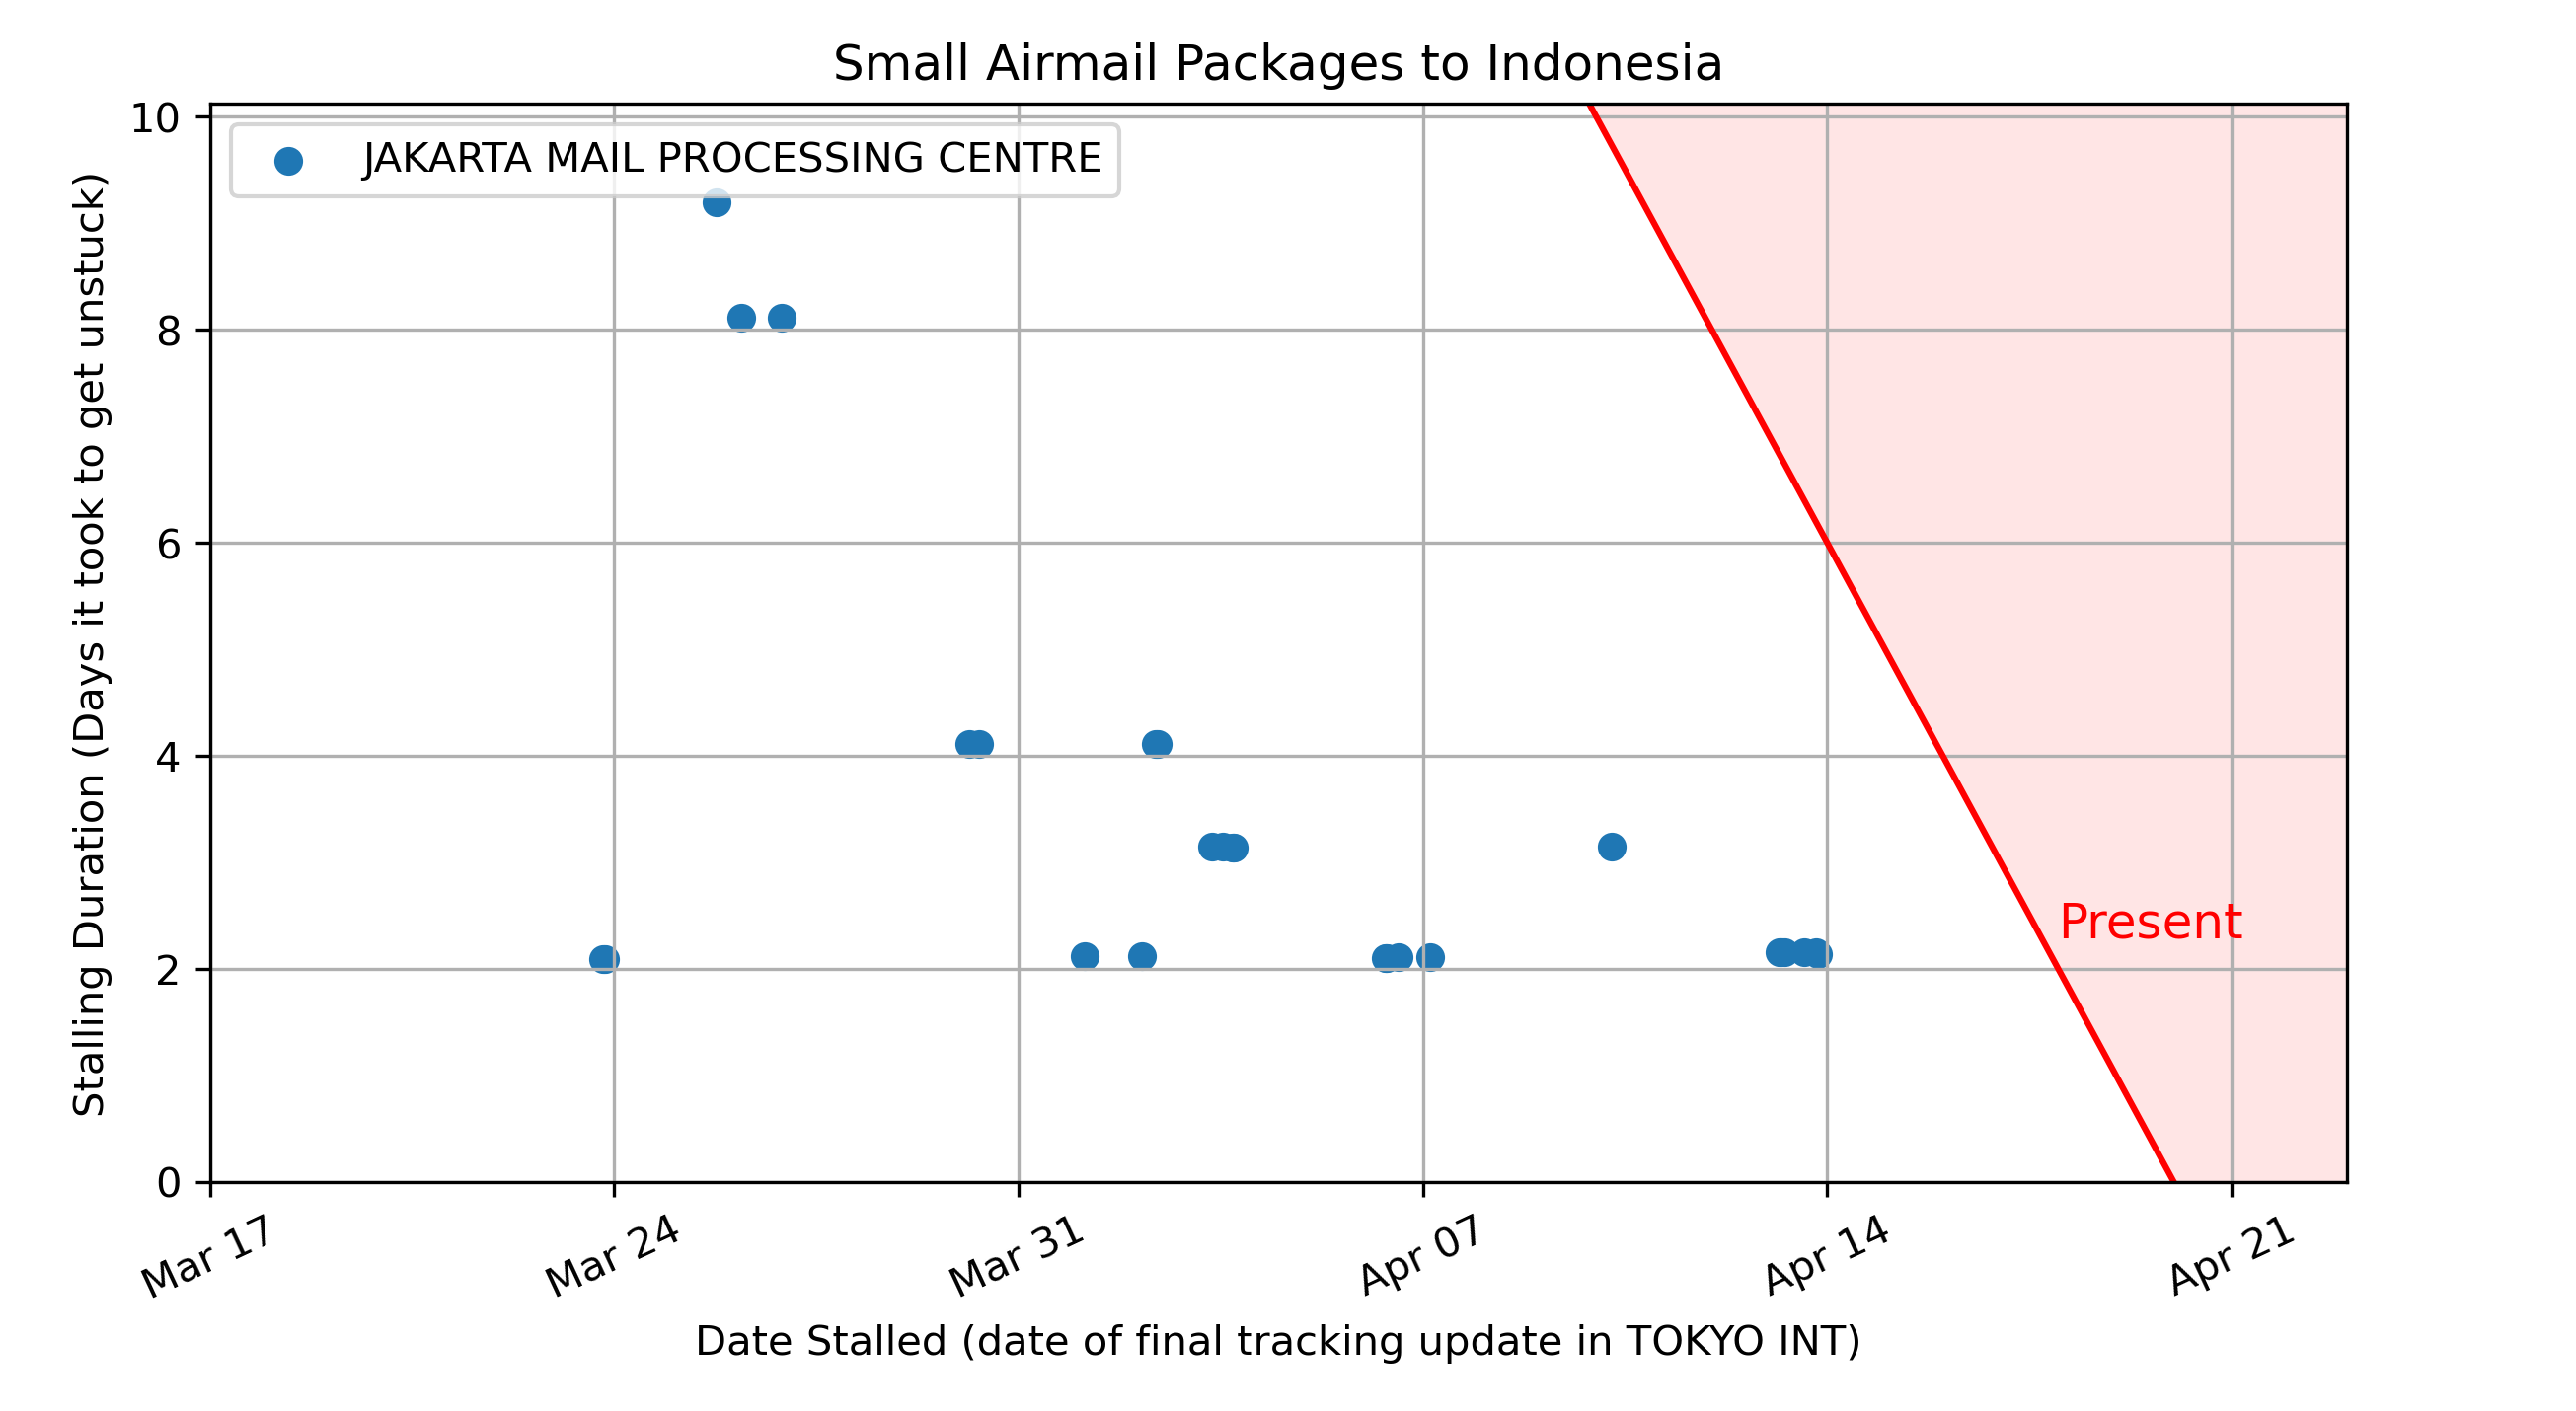 Small Airmail Packages to Indonesia
JAKARTA MAIL PROCESSING CENTRE
Stalling Duration (Days it took to get unstuck)
10
8
6
4
2
0
Present
Mar 17
Mar 24
Mar 31
Apr 07
Apr 14
Apr 21
Date Stalled (date of final tracking update in TOKYO INT)